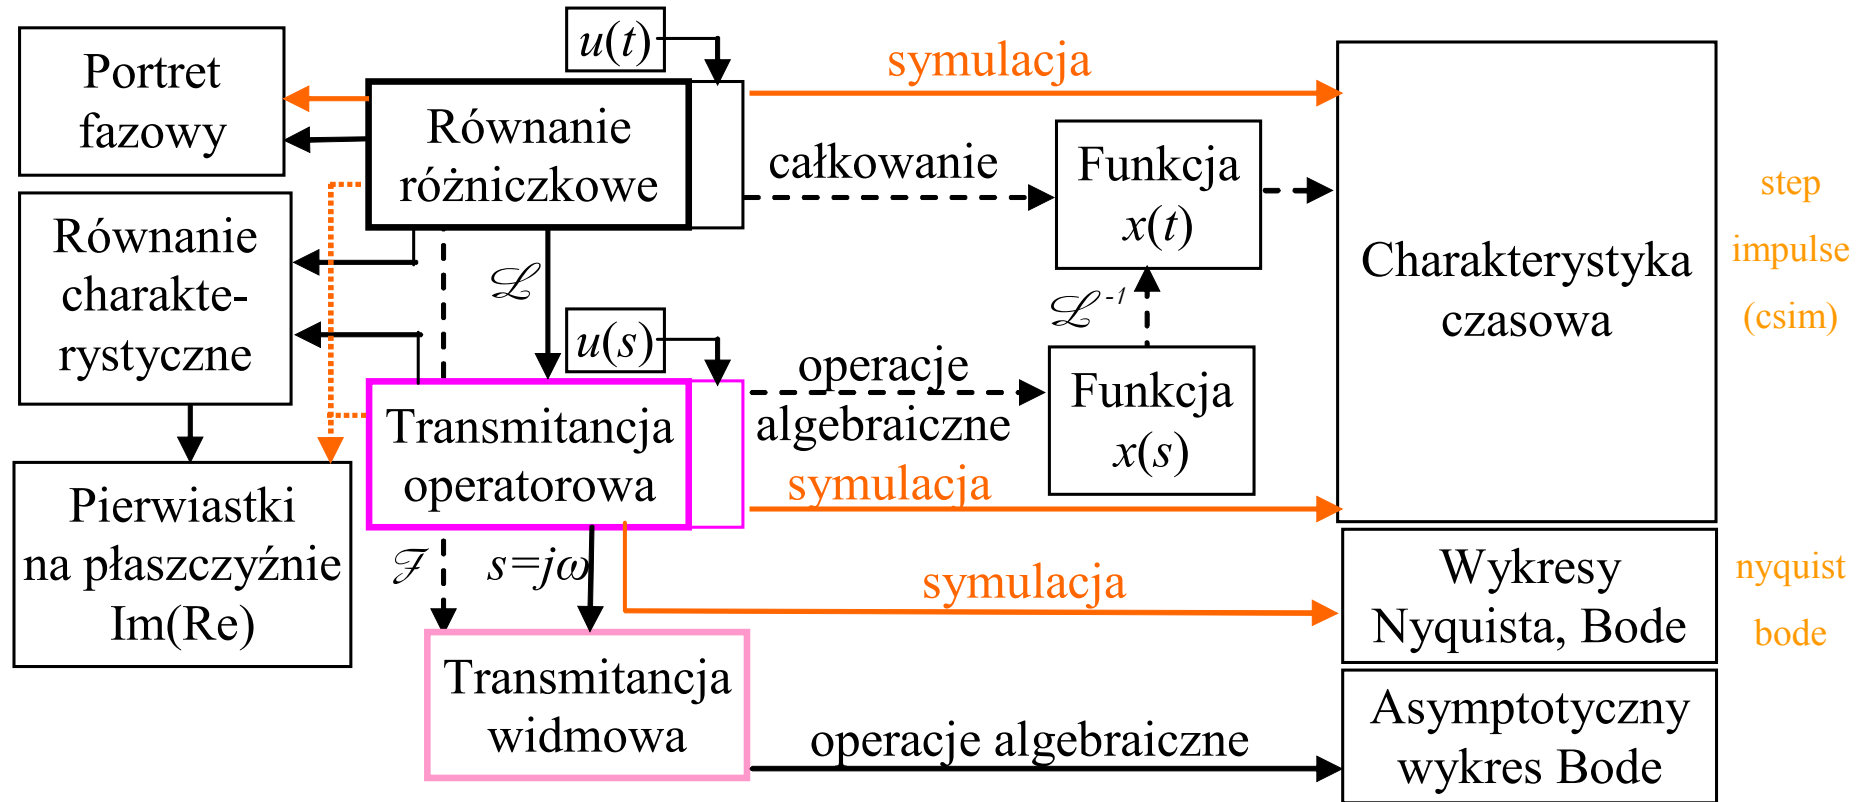 Portret
fazowy
Równanie
charakte-
rystyczne
Pierwiastki
na płaszczyźnie
Im(Re)
u(t)
Równanie
różniczkowe
ℒ
u(s)
Transmitancja
operatorowa
ℱ
s=jω
Transmitancja
widmowa
symulacja
całkowanie
Funkcja
x(t)
ℒ⁻¹
operacje
algebraiczne
Funkcja
x(s)
symulacja
symulacja
operacje algebraiczne
Charakterystyka
czasowa
Wykresy
Nyquista, Bode
Asymptotyczny
wykres Bode
step
impulse
(csim)
nyquist
bode